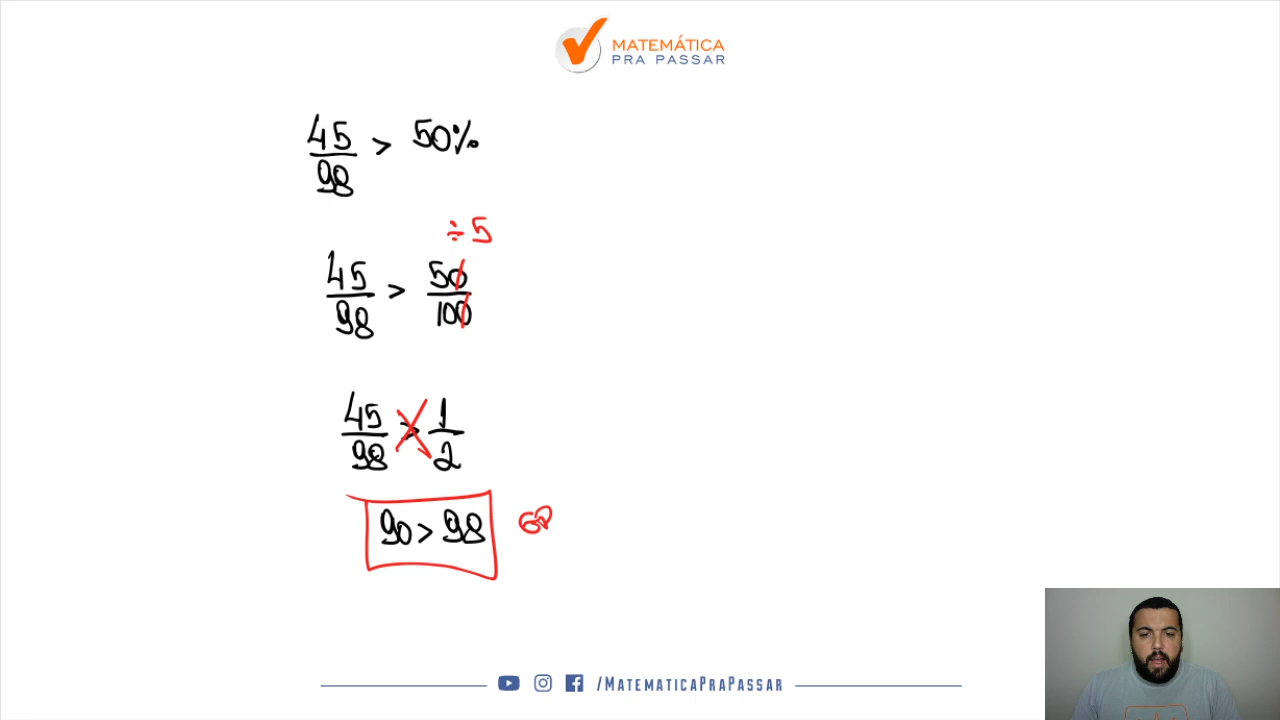 MATEMÁTICA
PRA PASSAR
45/98 > 50%
÷5
45/98 > 50/100
45/98 > 1/2
90 > 98
/MATEMATICAPRAPASSAR